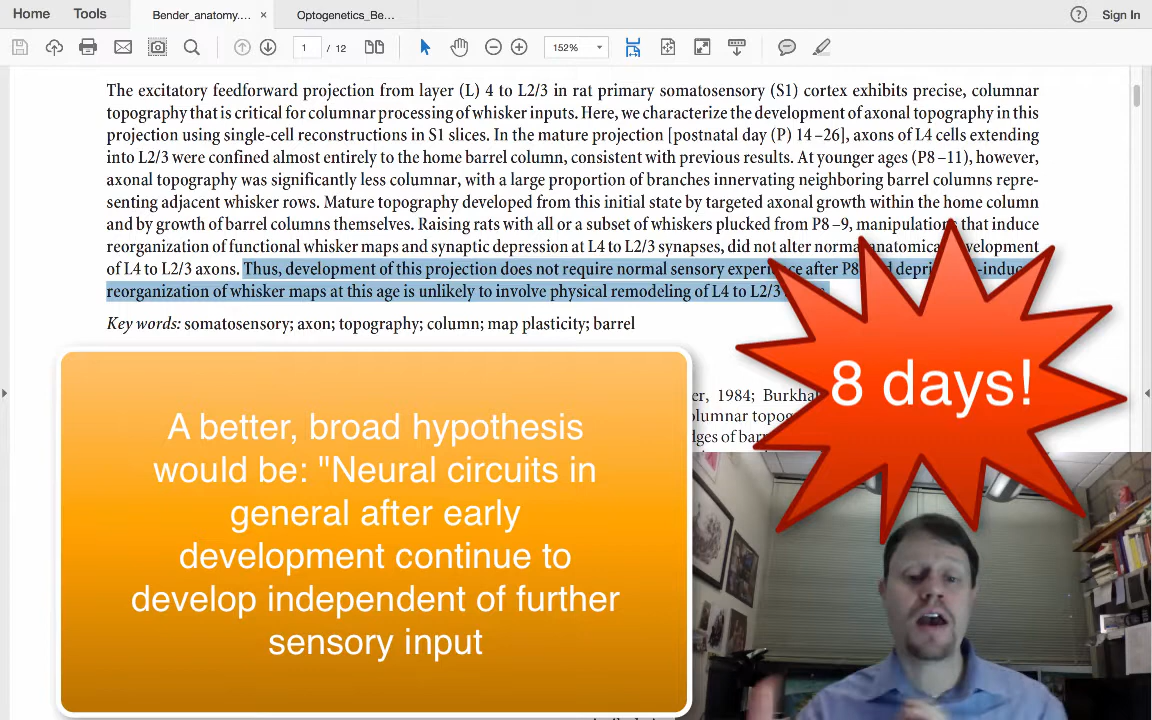 Home Tools Bender_anatomy.... × Optogenetics_Be... ? Sign In
1 / 12 152%
The excitatory feedforward projection from layer (L) 4 to L2/3 in rat primary somatosensory (S1) cortex exhibits precise, columnar
topography that is critical for columnar processing of whisker inputs. Here, we characterize the development of axonal topography in this
projection using single-cell reconstructions in S1 slices. In the mature projection [postnatal day (P) 14–26], axons of L4 cells extending
into L2/3 were confined almost entirely to the home barrel column, consistent with previous results. At younger ages (P8–11), however,
axonal topography was significantly less columnar, with a large proportion of branches innervating neighboring barrel columns repre-
senting adjacent whisker rows. Mature topography developed from this initial state by targeted axonal growth within the home column
and by growth of barrel columns themselves. Raising rats with all or a subset of whiskers plucked from P8–9, manipulations that induce
reorganization of functional whisker maps and synaptic depression at L4 to L2/3 synapses, did not alter normal anatomical development
of L4 to L2/3 axons. Thus, development of this projection does not require normal sensory experience after P8
reorganization of whisker maps at this age is unlikely to involve physical remodeling of L4 to L2/3
Key words: somatosensory; axon; topography; column; map plasticity; barrel
8 days!
A better, broad hypothesis
would be: "Neural circuits in
general after early
development continue to
develop independent of further
sensory input
er, 1984; Burkha
olumnar topo
dges of bar